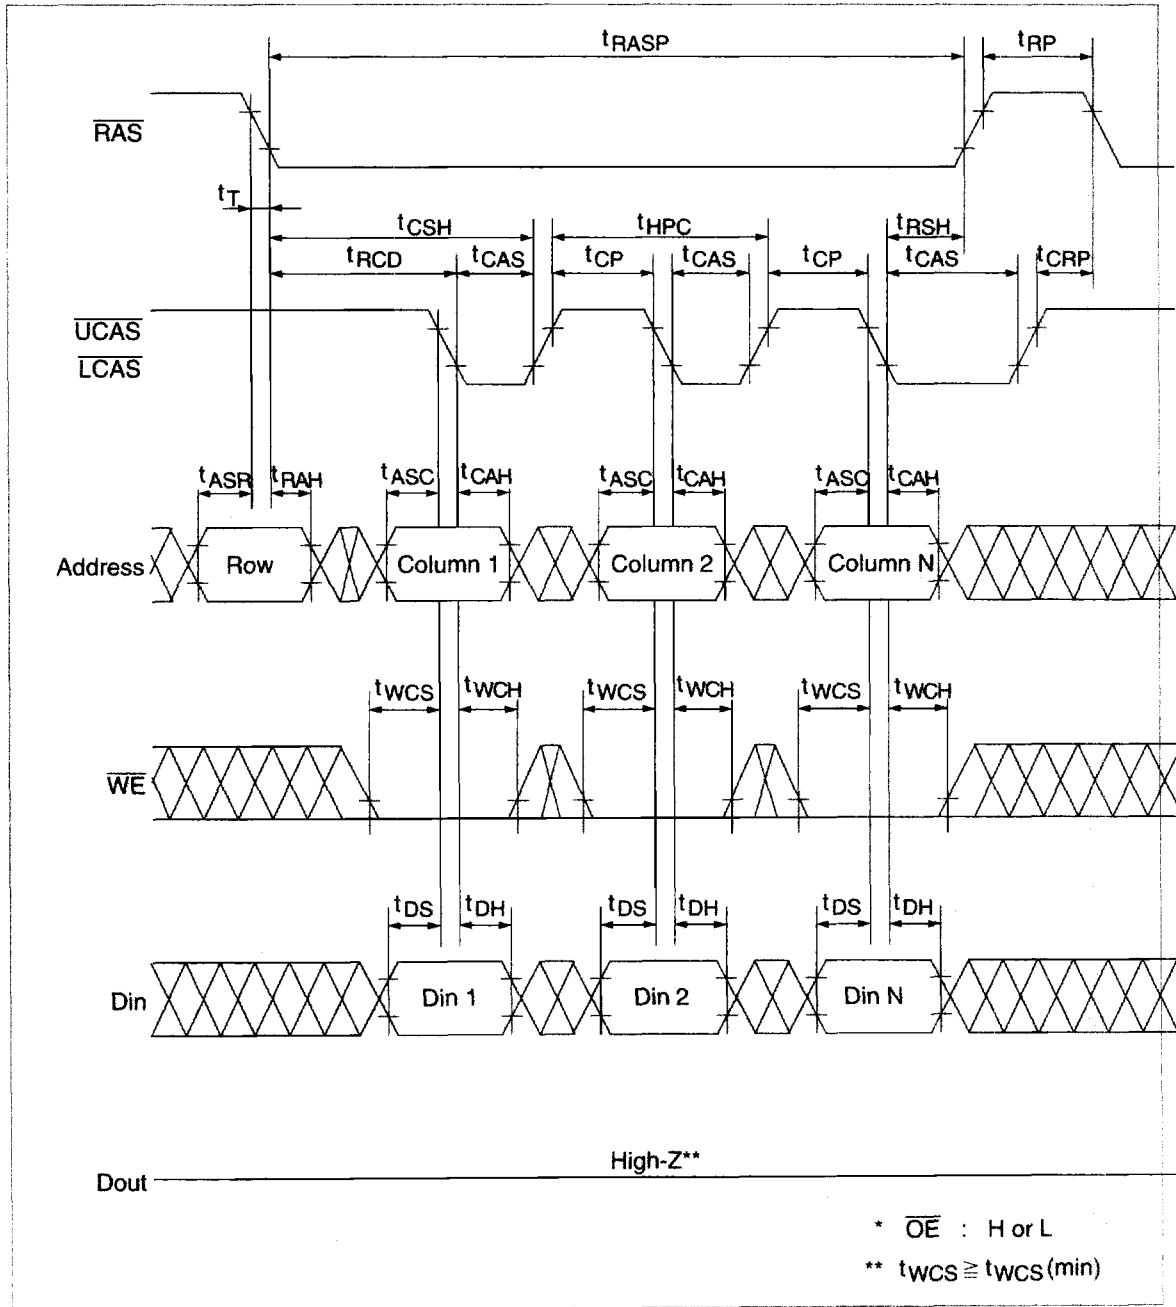 tRASP tRP
RAS
tT
tCSH tHPC tRSH
tRCD tCAS tCP tCAS tCP tCAS tCRP
UCAS
LCAS
tASR tRAH tASC tCAH tASC tCAH tASC tCAH
Address Row Column 1 Column 2 Column N
tWCS tWCH tWCS tWCH tWCS tWCH
WE
tDS tDH tDS tDH tDS tDH
Din Din 1 Din 2 Din N
High-Z**
Dout
* OE : H or L
** tWCS ≧ tWCS (min)